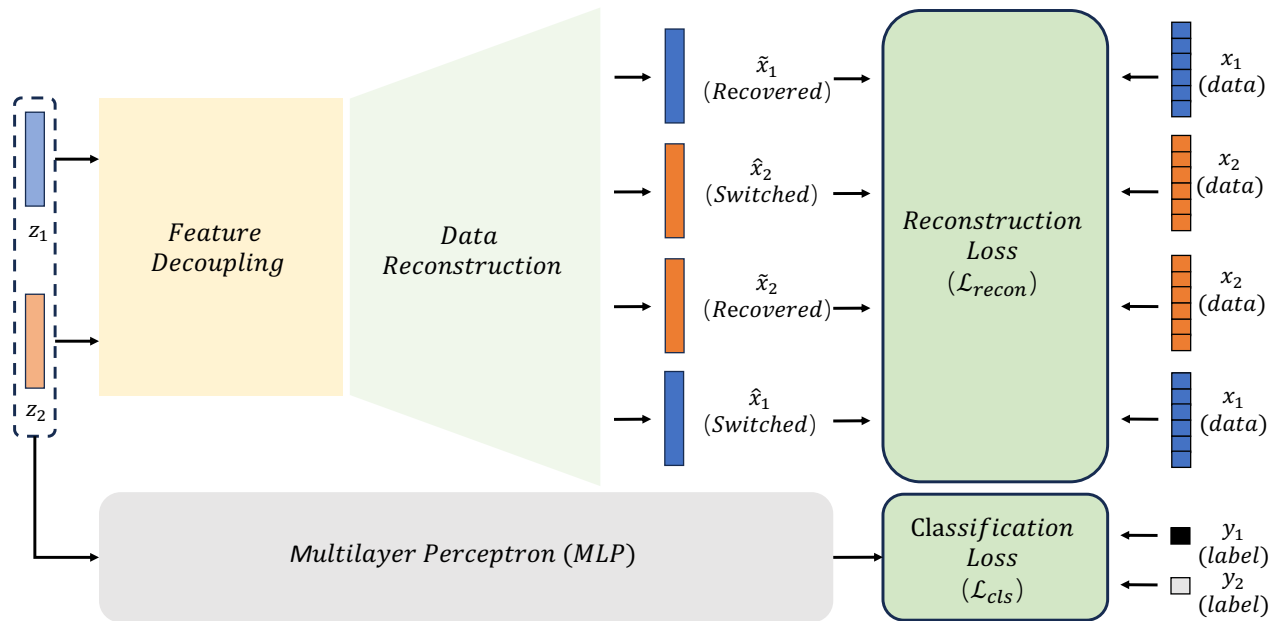 z₁
z₂
Feature
Decoupling
Data
Reconstruction
x̃₁
(Recovered)
x̂₂
(Switched)
x̃₂
(Recovered)
x̂₁
(Switched)
Reconstruction
Loss
(ℒrecon)
x₁
(data)
x₂
(data)
x₂
(data)
x₁
(data)
Multilayer Perceptron (MLP)
Classification
Loss
(ℒcls)
y₁
(label)
y₂
(label)